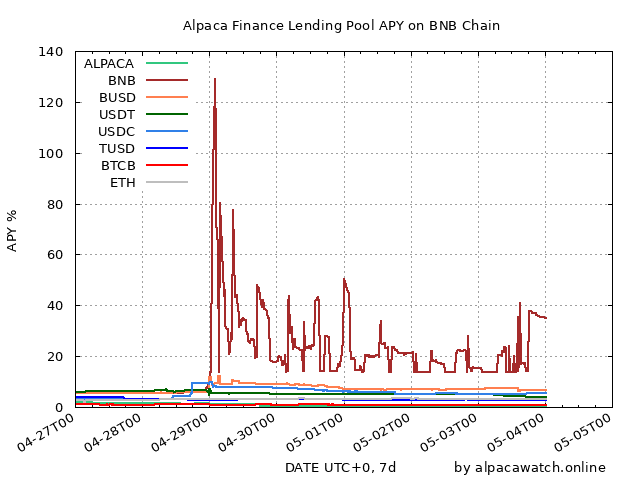 Alpaca Finance Lending Pool APY on BNB Chain
APY %
140
120
100
80
60
40
20
0
ALPACA
BNB
BUSD
USDT
USDC
TUSD
BTCB
ETH
04-27T00
04-28T00
04-29T00
04-30T00
05-01T00
05-02T00
05-03T00
05-04T00
05-05T00
DATE UTC+0, 7d
by alpacawatch.online